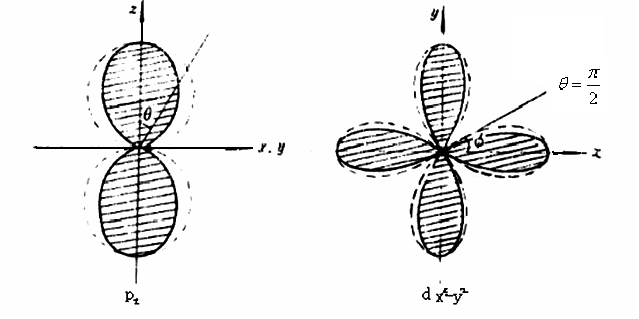 z
θ
x, y
p_z
y
θ = π/2
φ
x
d x²-y²